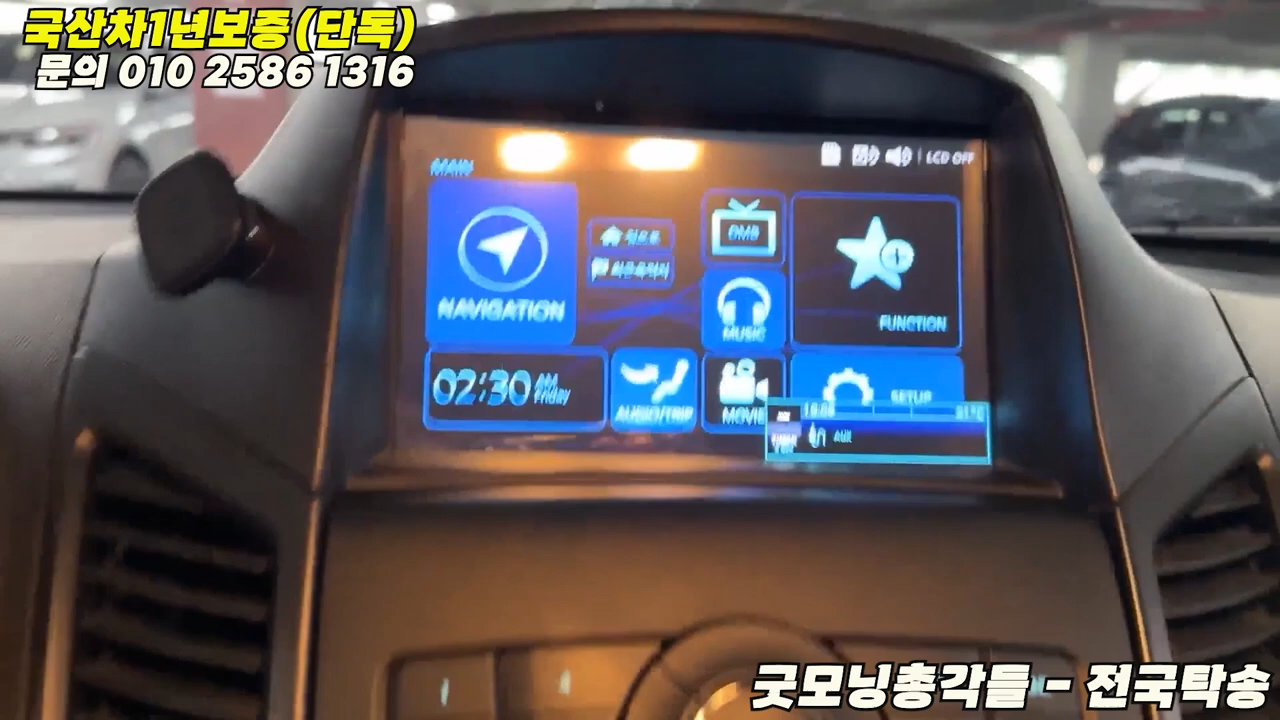 국산차1년보증(단독)
문의 010 2586 1316
MAIN
LCD OFF
NAVIGATION
DMB
MUSIC
FUNCTION
02:30 AM Friday
AUDIO/TRIP
MOVIE
SETUP
AUX
굿모닝총각들 - 전국탁송